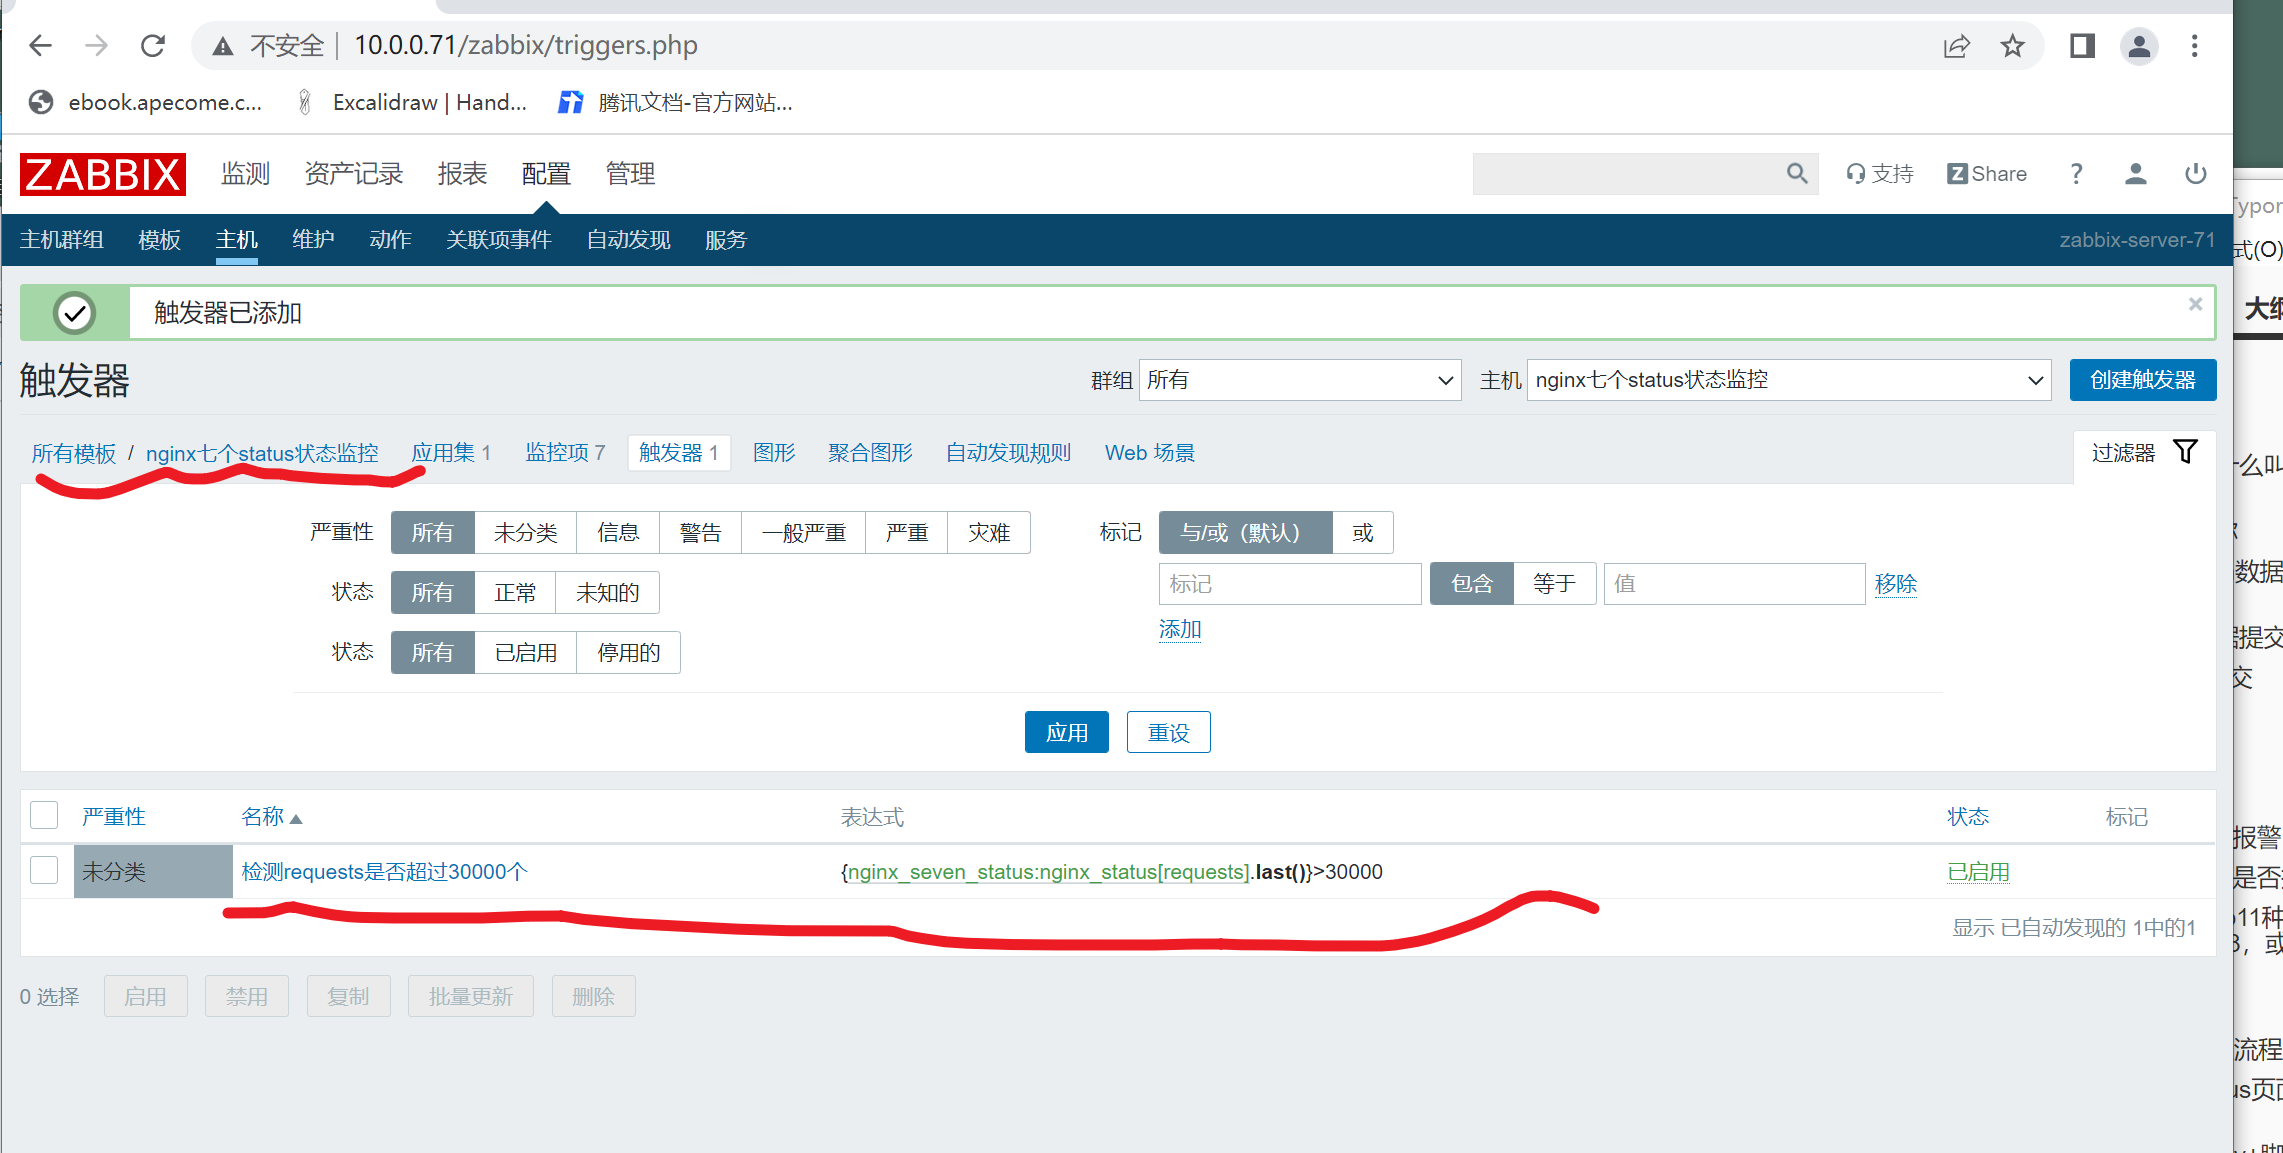 不安全 10.0.0.71/zabbix/triggers.php
ebook.apecome.c... Excalidraw | Hand... 腾讯文档-官方网站...
ZABBIX 监测 资产记录 报表 配置 管理 支持 Z Share ?
主机群组 模板 主机 维护 动作 关联项事件 自动发现 服务 zabbix-server-71
式(O)
触发器已添加 ×
触发器 群组 所有 主机 nginx七个status状态监控 创建触发器
所有模板 / nginx七个status状态监控 应用集 1 监控项 7 触发器 1 图形 聚合图形 自动发现规则 Web 场景 过滤器
么叫
严重性 所有 未分类 信息 警告 一般严重 严重 灾难 标记 与/或（默认） 或
状态 所有 正常 未知的 标记 包含 等于 值 移除
数据
添加
状态 所有 已启用 停用的
提交
交
应用 重设
严重性 名称 表达式 状态 标记
报警
未分类 检测requests是否超过30000个 {nginx_seven_status:nginx_status[requests].last()}>30000 已启用
是否
11种
显示 已自动发现的 1中的1
0 选择 启用 禁用 复制 批量更新 删除
流程
us页面